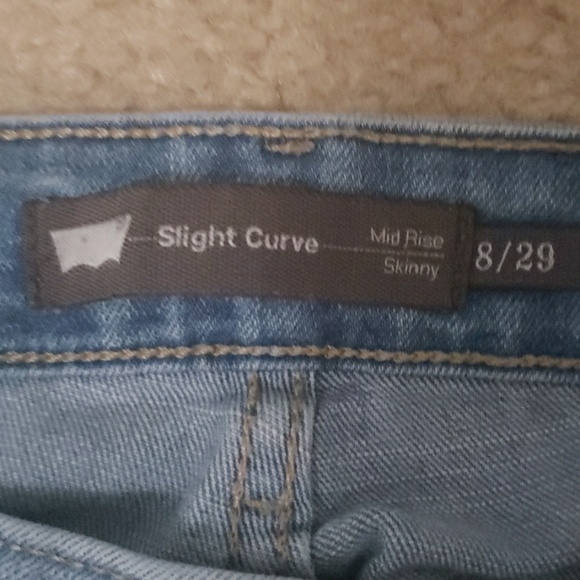 Slight Curve
Mid Rise
Skinny
8/29